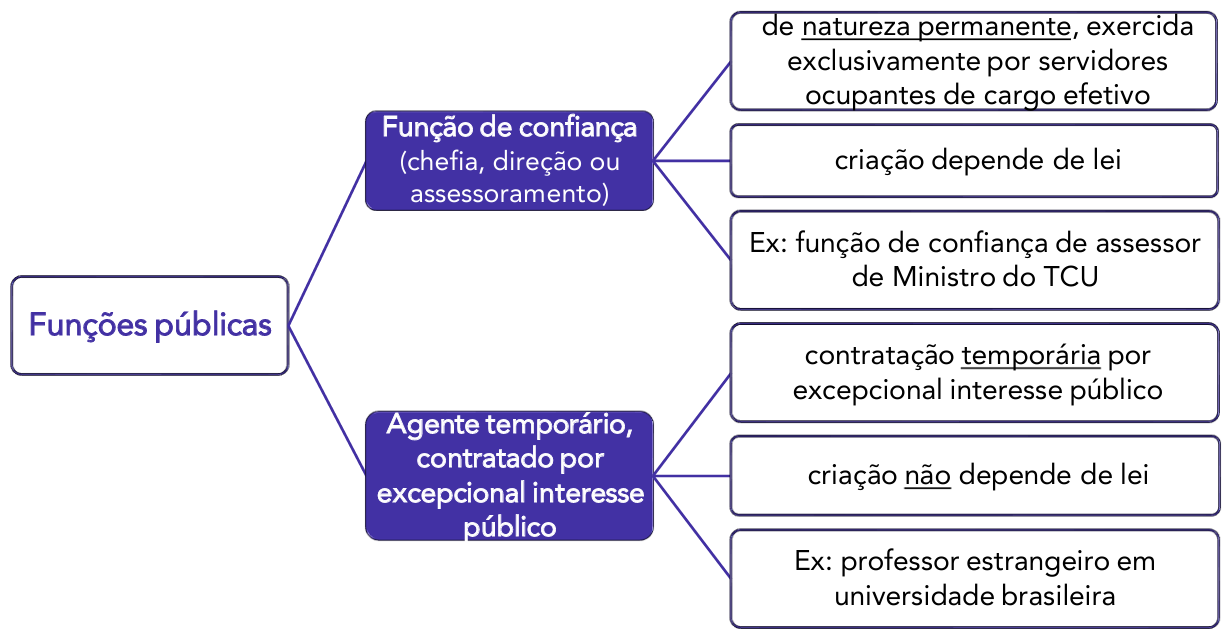 Funções públicas
Função de confiança
(chefia, direção ou
assessoramento)
de natureza permanente, exercida
exclusivamente por servidores
ocupantes de cargo efetivo
criação depende de lei
Ex: função de confiança de assessor
de Ministro do TCU
Agente temporário,
contratado por
excepcional interesse
público
contratação temporária por
excepcional interesse público
criação não depende de lei
Ex: professor estrangeiro em
universidade brasileira